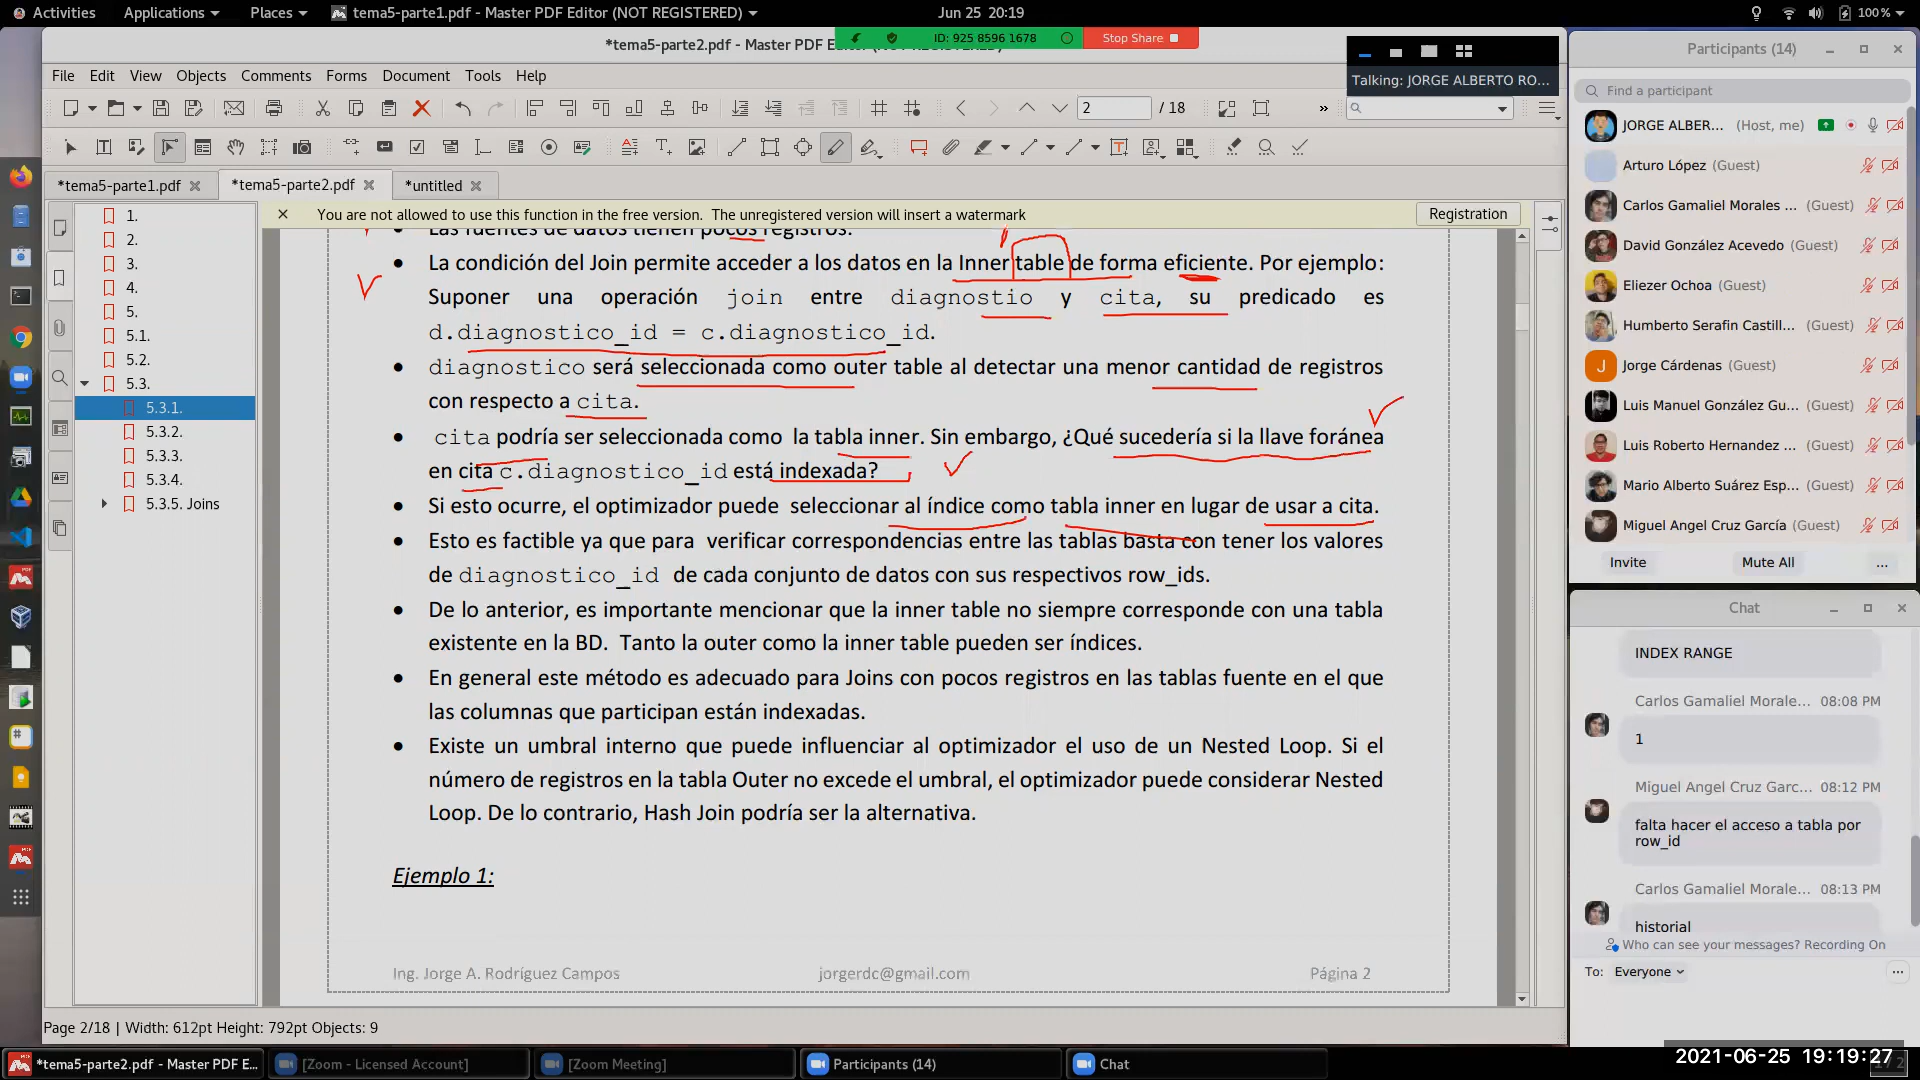 Activities Applications Places tema5-parte1.pdf - Master PDF Editor (NOT REGISTERED) Jun 25 20:19 100%
*tema5-parte2.pdf - Master PDF
ID: 925 8596 1678 Stop Share
Talking: JORGE ALBERTO RO...
File Edit View Objects Comments Forms Document Tools Help
2 / 18
*tema5-parte1.pdf *tema5-parte2.pdf *untitled
You are not allowed to use this function in the free version. The unregistered version will insert a watermark Registration
1.
2.
3.
4.
5.
5.1.
5.2.
5.3.
5.3.1.
5.3.2.
5.3.3.
5.3.4.
5.3.5. Joins
• Las fuentes de datos tienen pocos registros.
• La condición del Join permite acceder a los datos en la Inner table de forma eficiente. Por ejemplo:
Suponer una operación join entre diagnostio y cita, su predicado es
d.diagnostico_id = c.diagnostico_id.
• diagnostico será seleccionada como outer table al detectar una menor cantidad de registros
con respecto a cita.
• cita podría ser seleccionada como la tabla inner. Sin embargo, ¿Qué sucedería si la llave foránea
en cita c.diagnostico_id está indexada?
• Si esto ocurre, el optimizador puede seleccionar al índice como tabla inner en lugar de usar a cita.
• Esto es factible ya que para verificar correspondencias entre las tablas basta con tener los valores
de diagnostico_id de cada conjunto de datos con sus respectivos row_ids.
• De lo anterior, es importante mencionar que la inner table no siempre corresponde con una tabla
existente en la BD. Tanto la outer como la inner table pueden ser índices.
• En general este método es adecuado para Joins con pocos registros en las tablas fuente en el que
las columnas que participan están indexadas.
• Existe un umbral interno que puede influenciar al optimizador el uso de un Nested Loop. Si el
número de registros en la tabla Outer no excede el umbral, el optimizador puede considerar Nested
Loop. De lo contrario, Hash Join podría ser la alternativa.
Ejemplo 1:
Ing. Jorge A. Rodríguez Campos jorgerdc@gmail.com Página 2
Page 2/18 | Width: 612pt Height: 792pt Objects: 9
Participants (14)
Find a participant
JORGE ALBER... (Host, me)
Arturo López (Guest)
Carlos Gamaliel Morales ... (Guest)
David González Acevedo (Guest)
Eliezer Ochoa (Guest)
Humberto Serafin Castill... (Guest)
J Jorge Cárdenas (Guest)
Luis Manuel González Gu... (Guest)
Luis Roberto Hernandez ... (Guest)
Mario Alberto Suárez Esp... (Guest)
Miguel Angel Cruz García (Guest)
Invite Mute All ...
Chat
INDEX RANGE
Carlos Gamaliel Morale... 08:08 PM
1
Miguel Angel Cruz Garc... 08:12 PM
falta hacer el acceso a tabla por
row_id
Carlos Gamaliel Morale... 08:13 PM
historial
Who can see your messages? Recording On
To: Everyone
*tema5-parte2.pdf - Master PDF E... [Zoom - Licensed Account] [Zoom Meeting] Participants (14) Chat
2021-06-25 19:19:27